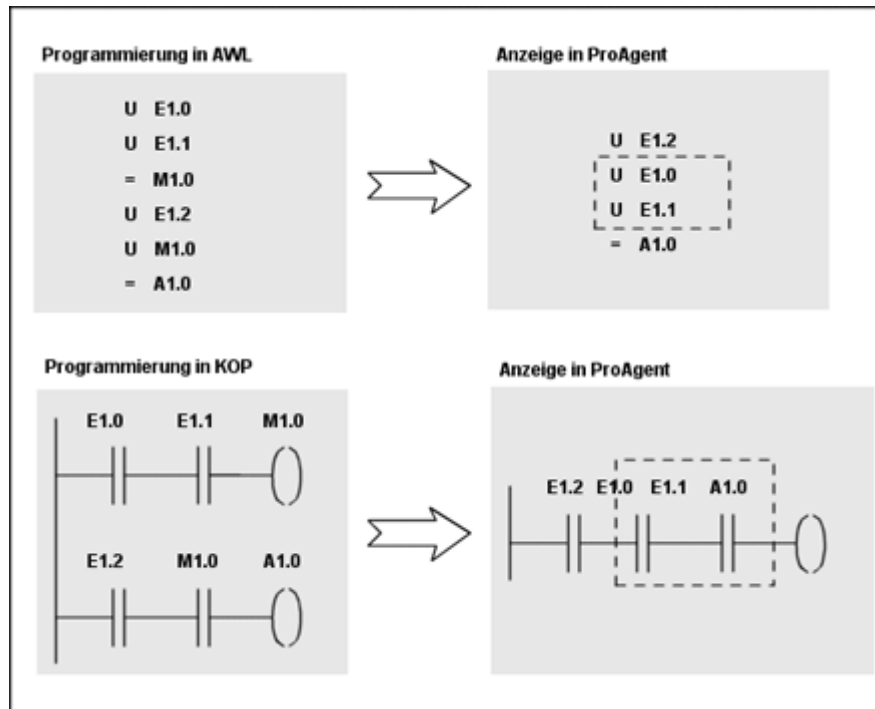 Programmierung in AWL
U E1.0
U E1.1
= M1.0
U E1.2
U M1.0
= A1.0
Anzeige in ProAgent
U E1.2
U E1.0
U E1.1
= A1.0
Programmierung in KOP
E1.0 E1.1 M1.0
E1.2 M1.0 A1.0
Anzeige in ProAgent
E1.2 E1.0 E1.1 A1.0